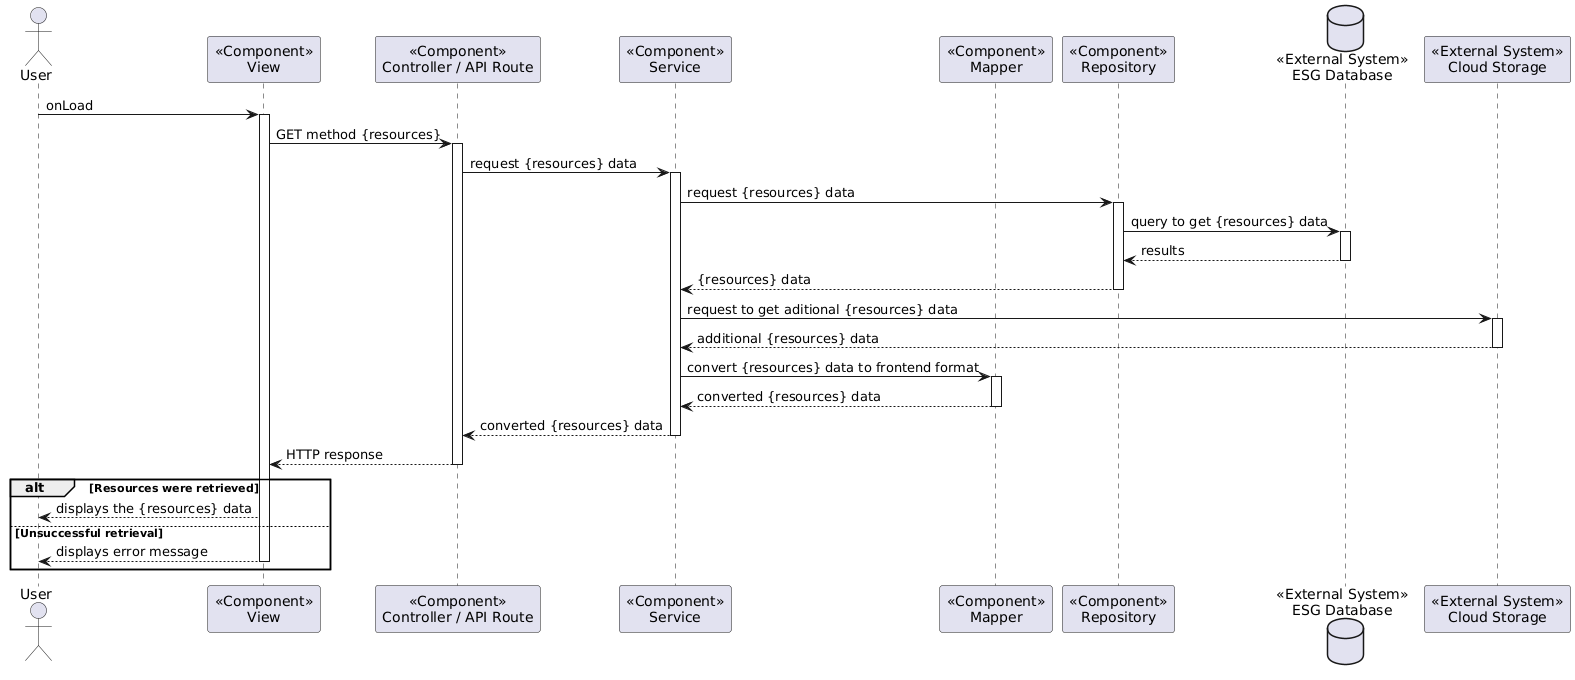 User
«Component»
View
«Component»
Controller / API Route
«Component»
Service
«Component»
Mapper
«Component»
Repository
«External System»
ESG Database
«External System»
Cloud Storage
onLoad
GET method {resources}
request {resources} data
request {resources} data
query to get {resources} data
results
{resources} data
request to get aditional {resources} data
additional {resources} data
convert {resources} data to frontend format
converted {resources} data
converted {resources} data
HTTP response
alt [Resources were retrieved]
displays the {resources} data
[Unsuccessful retrieval]
displays error message
User
«Component»
View
«Component»
Controller / API Route
«Component»
Service
«Component»
Mapper
«Component»
Repository
«External System»
ESG Database
«External System»
Cloud Storage